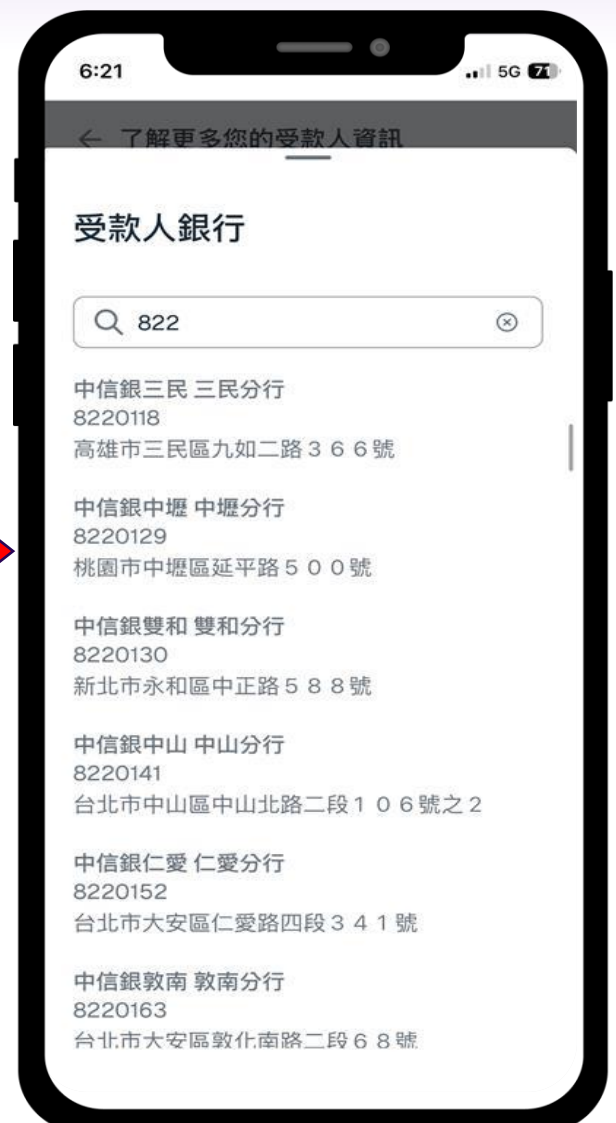 6:21
5G 71
← 了解更多您的受款人資訊
受款人銀行
822
中信銀三民 三民分行
8220118
高雄市三民區九如二路３６６號
中信銀中壢 中壢分行
8220129
桃園市中壢區延平路５００號
中信銀雙和 雙和分行
8220130
新北市永和區中正路５８８號
中信銀中山 中山分行
8220141
台北市中山區中山北路二段１０６號之２
中信銀仁愛 仁愛分行
8220152
台北市大安區仁愛路四段３４１號
中信銀敦南 敦南分行
8220163
台北市大安區敦化南路二段６８號